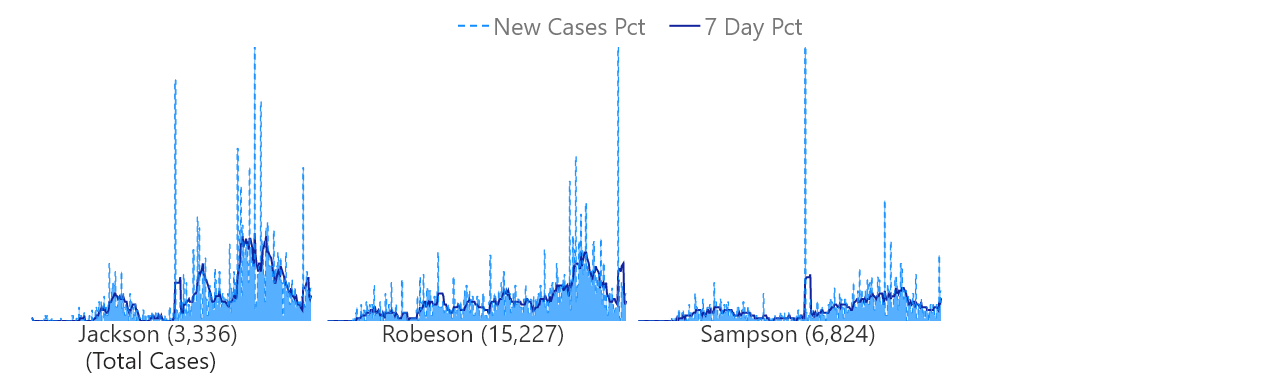 New Cases Pct 7 Day Pct
Jackson (3,336) Robeson (15,227) Sampson (6,824)
(Total Cases)